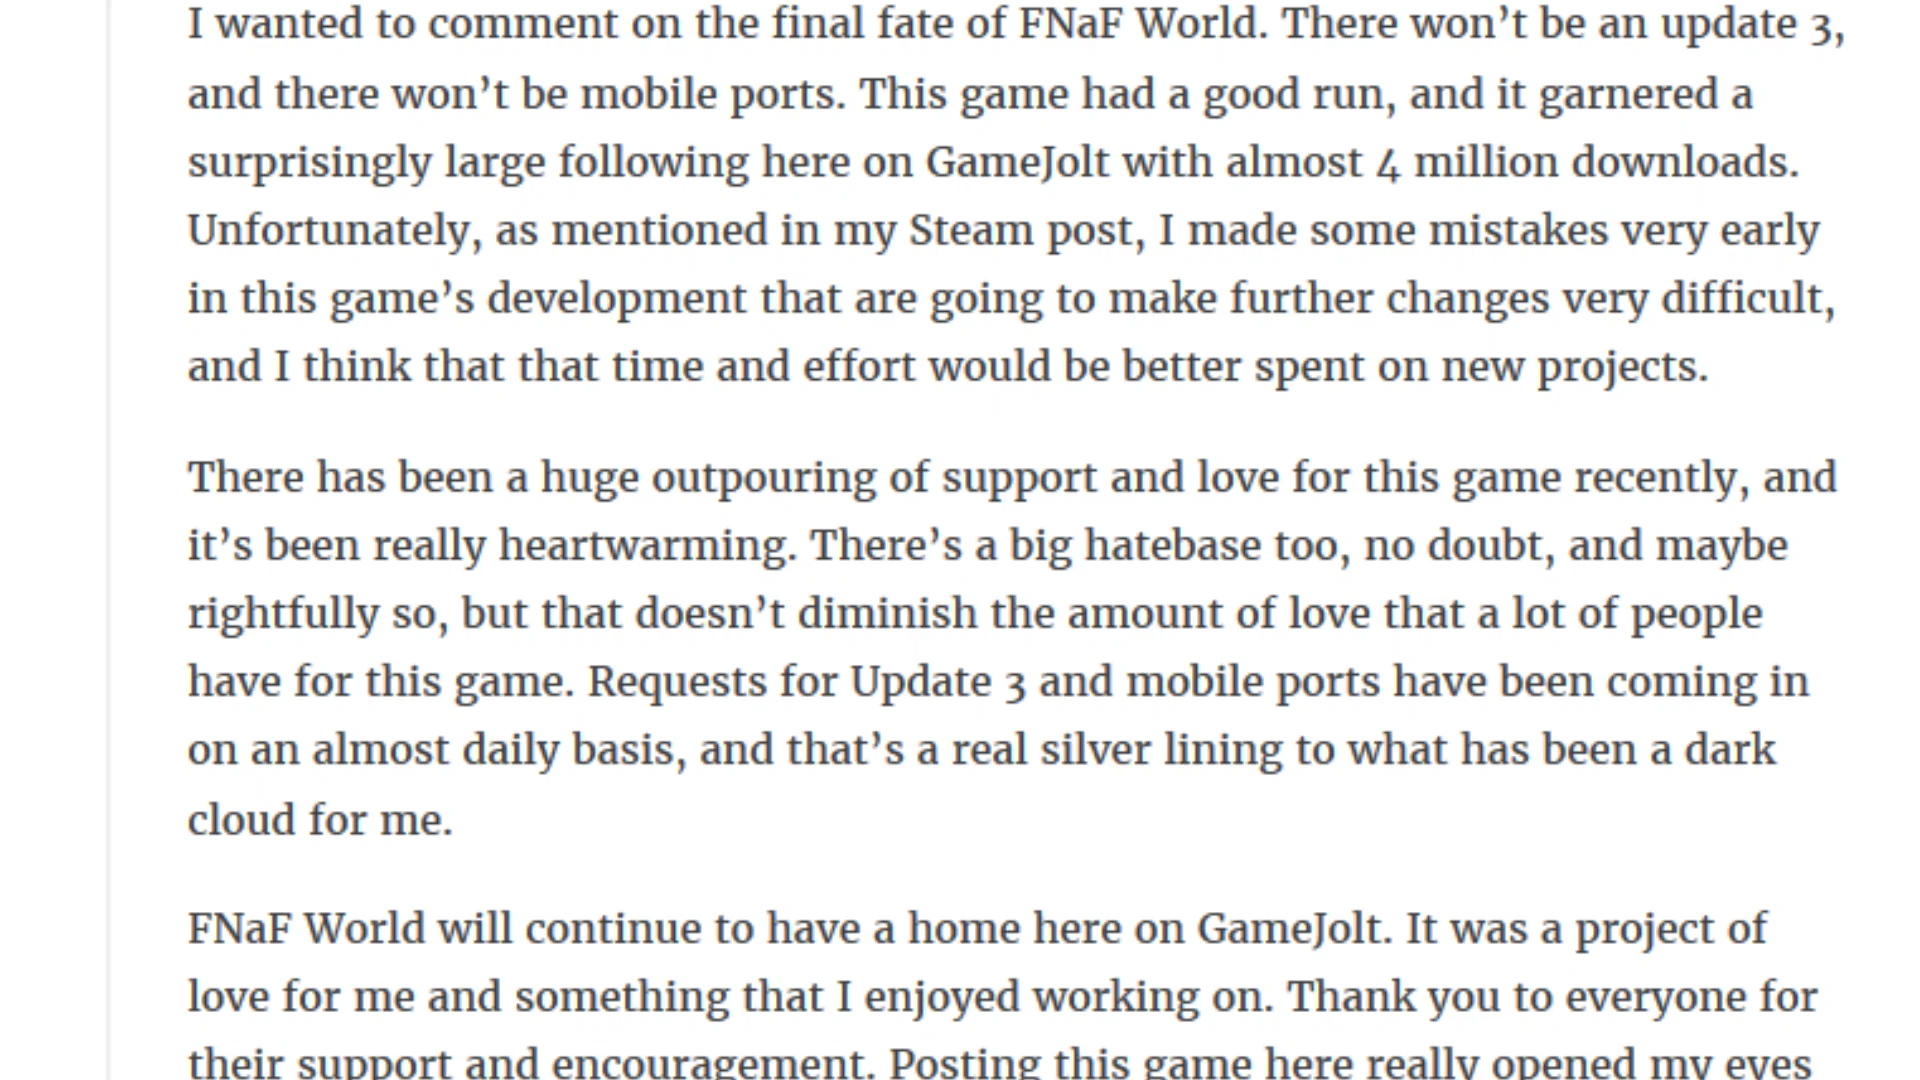 I wanted to comment on the final fate of FNaF World. There won’t be an update 3,
and there won’t be mobile ports. This game had a good run, and it garnered a
surprisingly large following here on GameJolt with almost 4 million downloads.
Unfortunately, as mentioned in my Steam post, I made some mistakes very early
in this game’s development that are going to make further changes very difficult,
and I think that that time and effort would be better spent on new projects.
There has been a huge outpouring of support and love for this game recently, and
it’s been really heartwarming. There’s a big hatebase too, no doubt, and maybe
rightfully so, but that doesn’t diminish the amount of love that a lot of people
have for this game. Requests for Update 3 and mobile ports have been coming in
on an almost daily basis, and that’s a real silver lining to what has been a dark
cloud for me.
FNaF World will continue to have a home here on GameJolt. It was a project of
love for me and something that I enjoyed working on. Thank you to everyone for
their support and encouragement. Posting this game here really opened my eyes